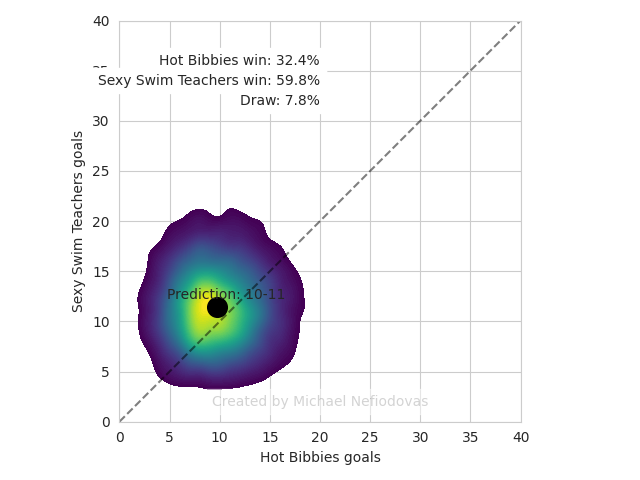 40
Hot Bibbies win: 32.4%
35
Sexy Swim Teachers win: 59.8%
Draw: 7.8%
30
25
20
15
10
5
0
Sexy Swim Teachers goals
Prediction: 10-11
Created by Michael Nefiodovas
0 5 10 15 20 25 30 35 40
Hot Bibbies goals